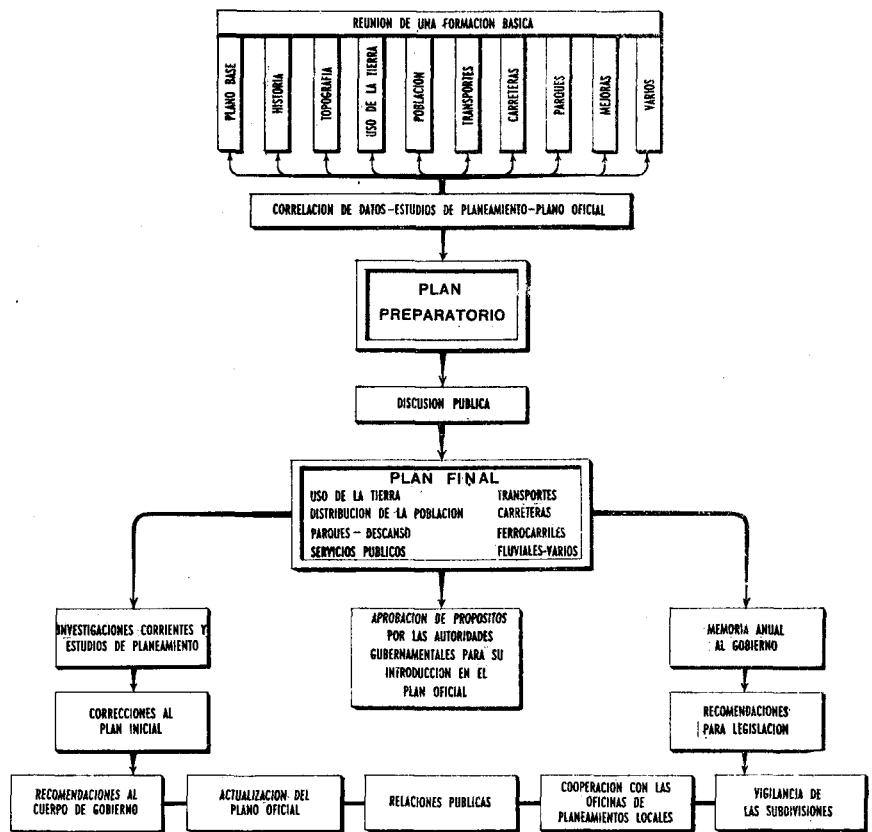 REUNION DE UNA FORMACION BASICA
PLANO BASE
HISTORIA
TOPOGRAFIA
USO DE LA TIERRA
POBLACION
TRANSPORTES
CARRETERAS
PARQUES
MEJORAS
VARIOS
CORRELACION DE DATOS-ESTUDIOS DE PLANEAMIENTO-PLANO OFICIAL
PLAN
PREPARATORIO
DISCUSION PUBLICA
PLAN FINAL
USO DE LA TIERRA
DISTRIBUCION DE LA POBLACION
PARQUES - DESCANSO
SERVICIOS PUBLICOS
TRANSPORTES
CARRETERAS
FERROCARRILES
FLUVIALES-VARIOS
INVESTIGACIONES CORRIENTES Y
ESTUDIOS DE PLANEAMIENTO
APROBACION DE PROPOSITOS
POR LAS AUTORIDADES
GUBERNAMENTALES PARA SU
INTRODUCCION EN EL
PLAN OFICIAL
MEMORIA ANUAL
AL GOBIERNO
CORRECCIONES AL
PLAN INICIAL
RECOMENDACIONES
PARA LEGISLACION
RECOMENDACIONES AL
CUERPO DE GOBIERNO
ACTUALIZACION DEL
PLANO OFICIAL
RELACIONES PUBLICAS
COOPERACION CON LAS
OFICINAS DE
PLANEAMIENTOS LOCALES
VIGILANCIA DE
LAS SUBDIVISIONES